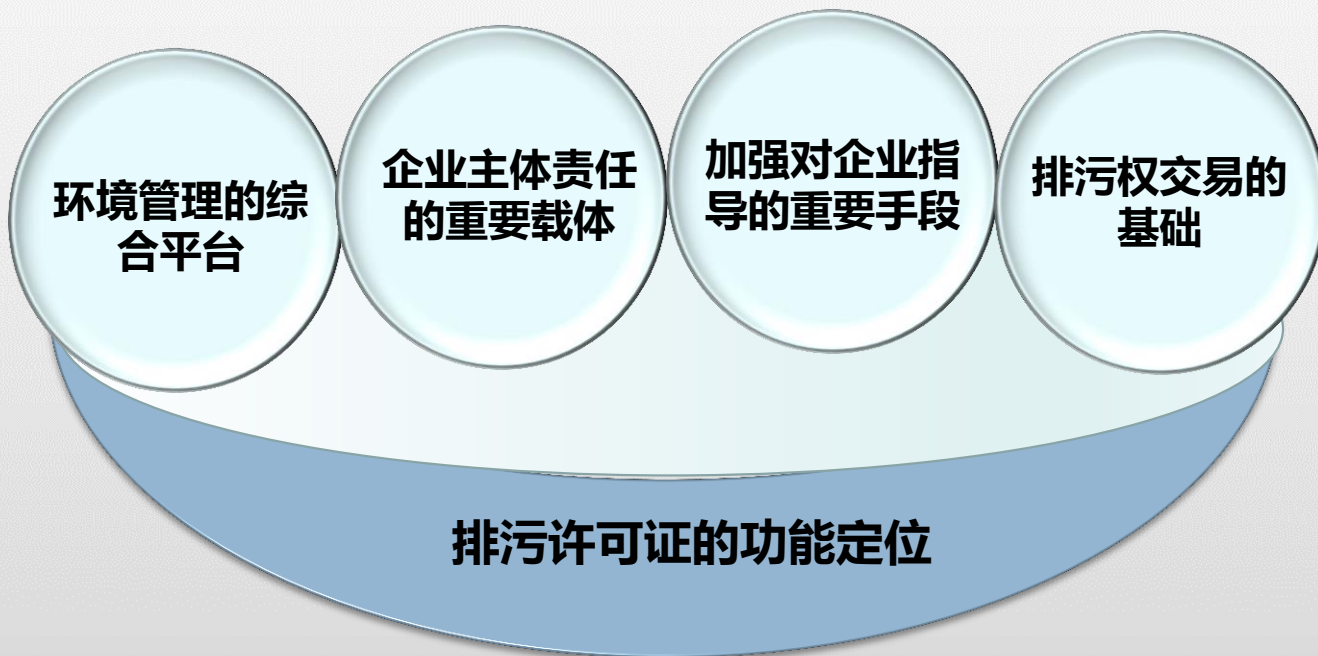 环境管理的综
合平台
企业主体责任
的重要载体
加强对企业指
导的重要手段
排污权交易的
基础
排污许可证的功能定位